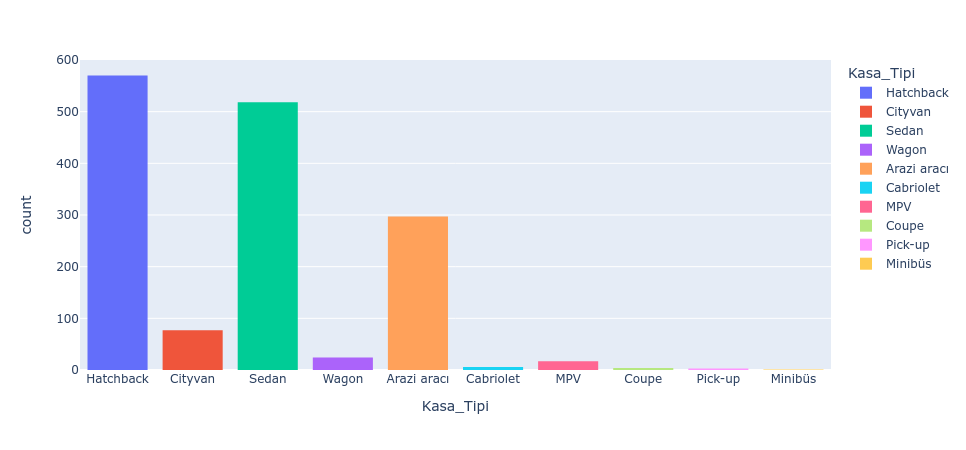 600
500
400
300
200
100
0
count
Hatchback Cityvan Sedan Wagon Arazi aracı Cabriolet MPV Coupe Pick-up Minibüs
Kasa_Tipi
Kasa_Tipi
Hatchback
Cityvan
Sedan
Wagon
Arazi aracı
Cabriolet
MPV
Coupe
Pick-up
Minibüs